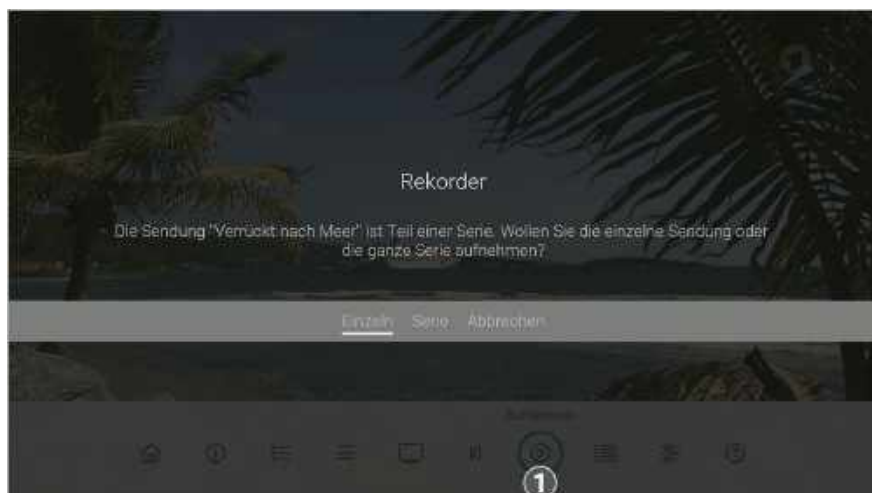 Rekorder
Die Sendung "Verrückt nach Meer" ist Teil einer Serie. Wollen Sie die einzelne Sendung oder
die ganze Serie aufnehmen?
Einzeln Serie Abbrechen
1